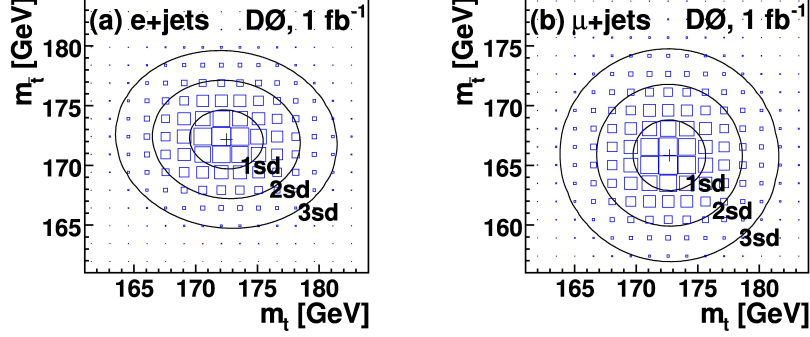 (a) e+jets DØ, 1 fb⁻¹
m_t̄ [GeV]
180
175
170
165
1sd
2sd
3sd
165 170 175 180
m_t [GeV]
(b) μ+jets DØ, 1 fb⁻¹
m_t̄ [GeV]
175
170
165
160
1sd
2sd
3sd
165 170 175 180
m_t [GeV]